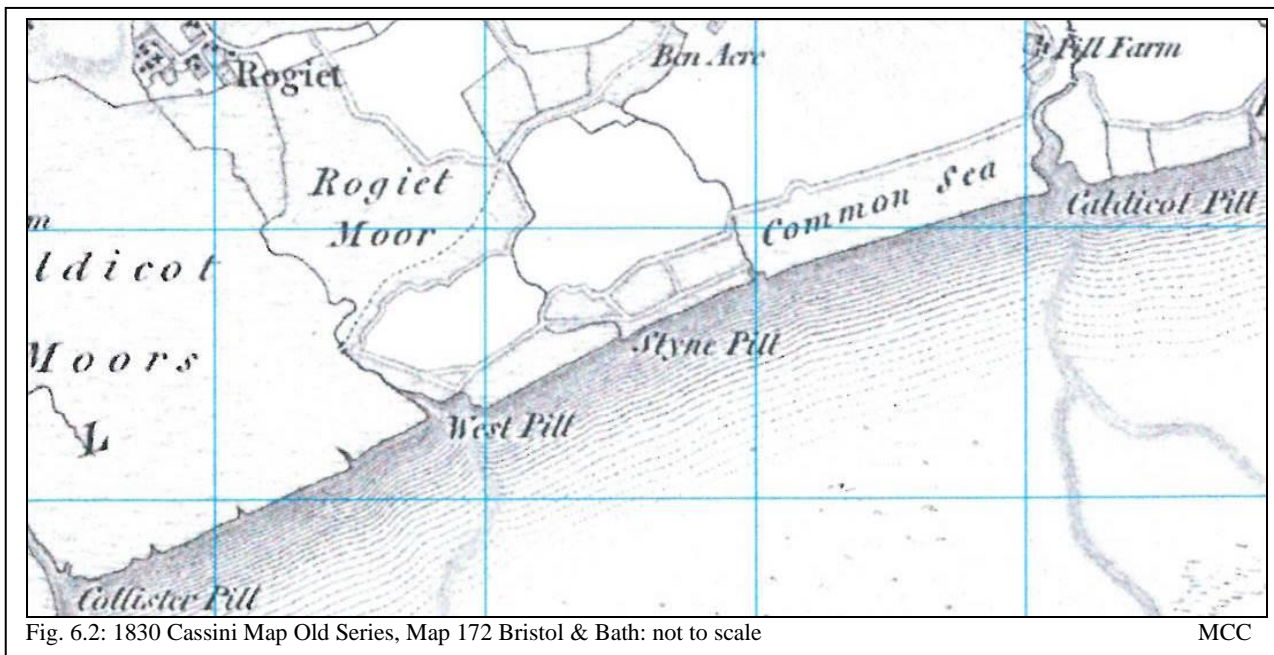 Rogiet
Ben Acre
Pill Farm
Rogiet
Moor
Common Sea
Caldicot Pill
m
ldicot
Moors
L
Styne Pill
West Pill
Collister Pill
Fig. 6.2: 1830 Cassini Map Old Series, Map 172 Bristol & Bath: not to scale
MCC